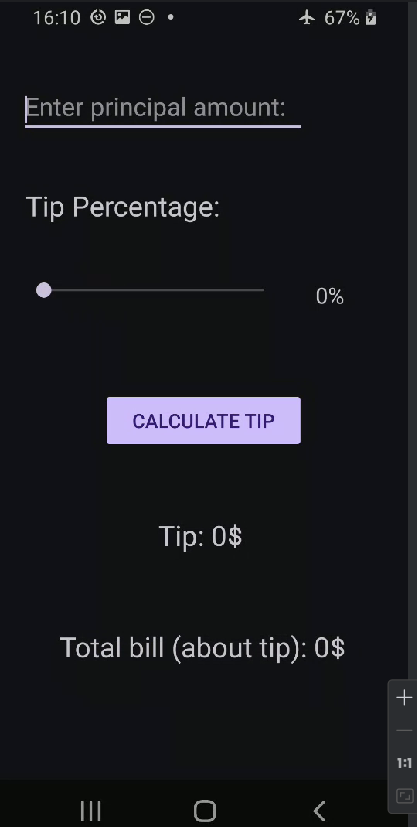 16:10 67%
Enter principal amount:
Tip Percentage:
0%
CALCULATE TIP
Tip: 0$
Total bill (about tip): 0$
1:1